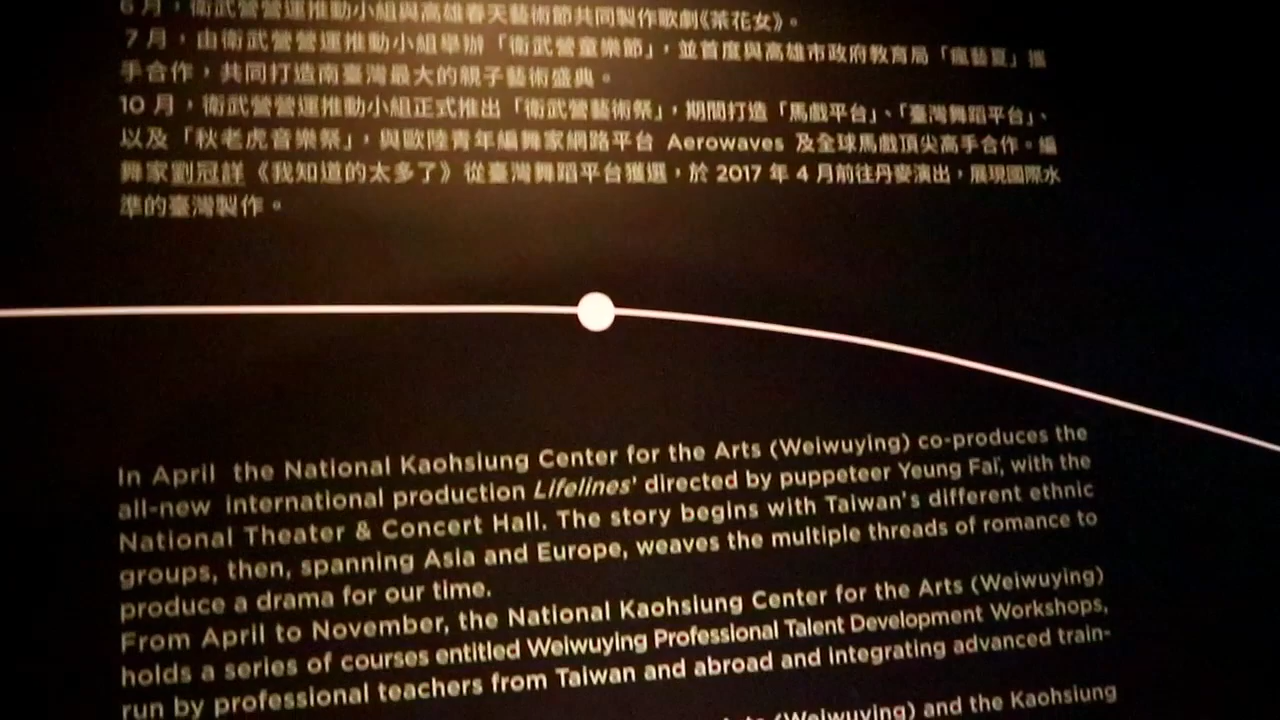 6 月，衛武營營運推動小組與高雄春天藝術節共同製作歌劇《茶花女》。
7 月，由衛武營營運推動小組舉辦「衛武營童樂節」，並首度與高雄市政府教育局「瘋藝夏」攜
手合作，共同打造南臺灣最大的親子藝術盛典。
10 月，衛武營營運推動小組正式推出「衛武營藝術祭」，期間打造「馬戲平台」、「臺灣舞蹈平台」、
以及「秋老虎音樂祭」，與歐陸青年編舞家網路平台 Aerowaves 及全球馬戲頂尖高手合作。編
舞家劉冠詳《我知道的太多了》從臺灣舞蹈平台獲選，於 2017 年 4 月前往丹麥演出，展現國際水
準的臺灣製作。
In April the National Kaohsiung Center for the Arts (Weiwuying) co-produces the
all-new international production Lifelines' directed by puppeteer Yeung Faï, with the
National Theater & Concert Hall. The story begins with Taiwan's different ethnic
groups, then, spanning Asia and Europe, weaves the multiple threads of romance to
produce a drama for our time.
From April to November, the National Kaohsiung Center for the Arts (Weiwuying)
holds a series of courses entitled Weiwuying Professional Talent Development Workshops,
run by professional teachers from Taiwan and abroad and integrating advanced train-
(Weiwuying) and the Kaohsiung